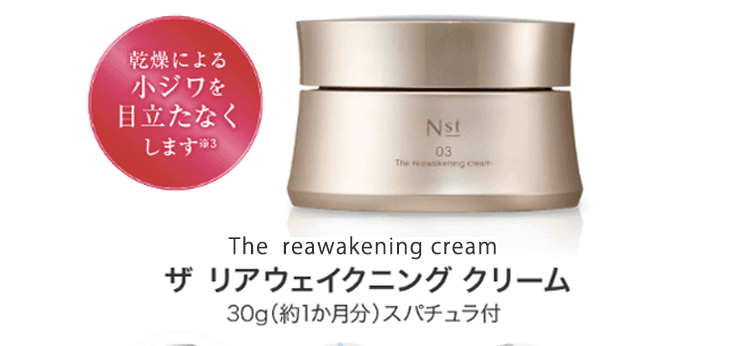 乾燥による
小ジワを
目立たなく
します※3
Nst
03
The reawakening cream
The reawakening cream
ザ リアウェイクニング クリーム
30g(約1か月分)スパチュラ付